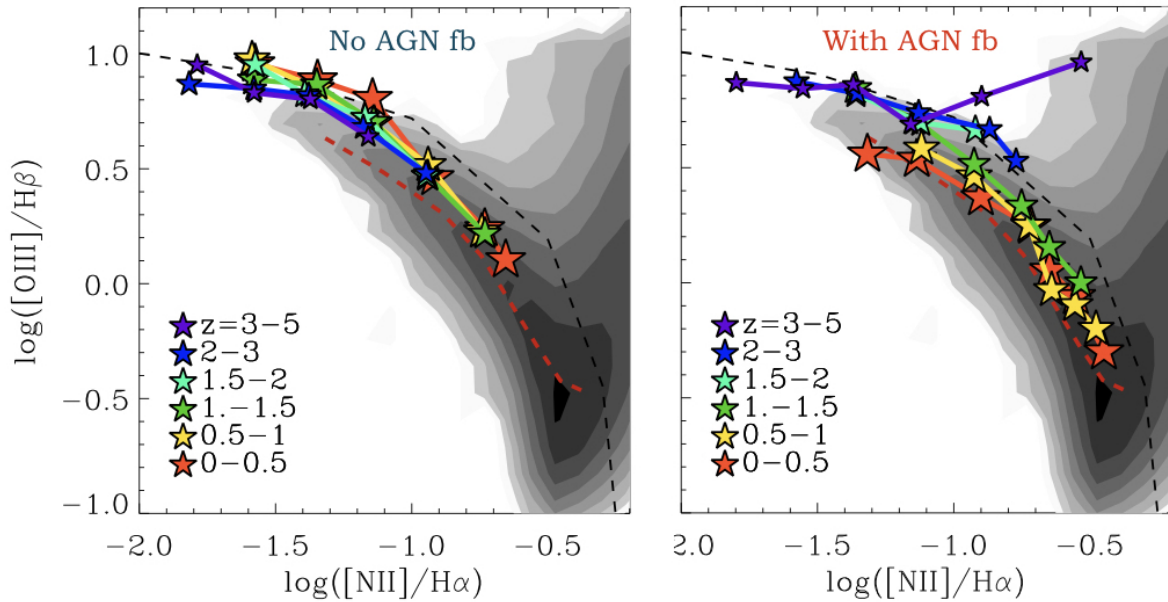 No AGN fb
1.0
0.5
0.0
−0.5
−1.0
log([OIII]/Hβ)
z=3−5
2−3
1.5−2
1.−1.5
0.5−1
0−0.5
−2.0 −1.5 −1.0 −0.5
log([NII]/Hα)
With AGN fb
z=3−5
2−3
1.5−2
1.−1.5
0.5−1
0−0.5
2.0 −1.5 −1.0 −0.5
log([NII]/Hα)